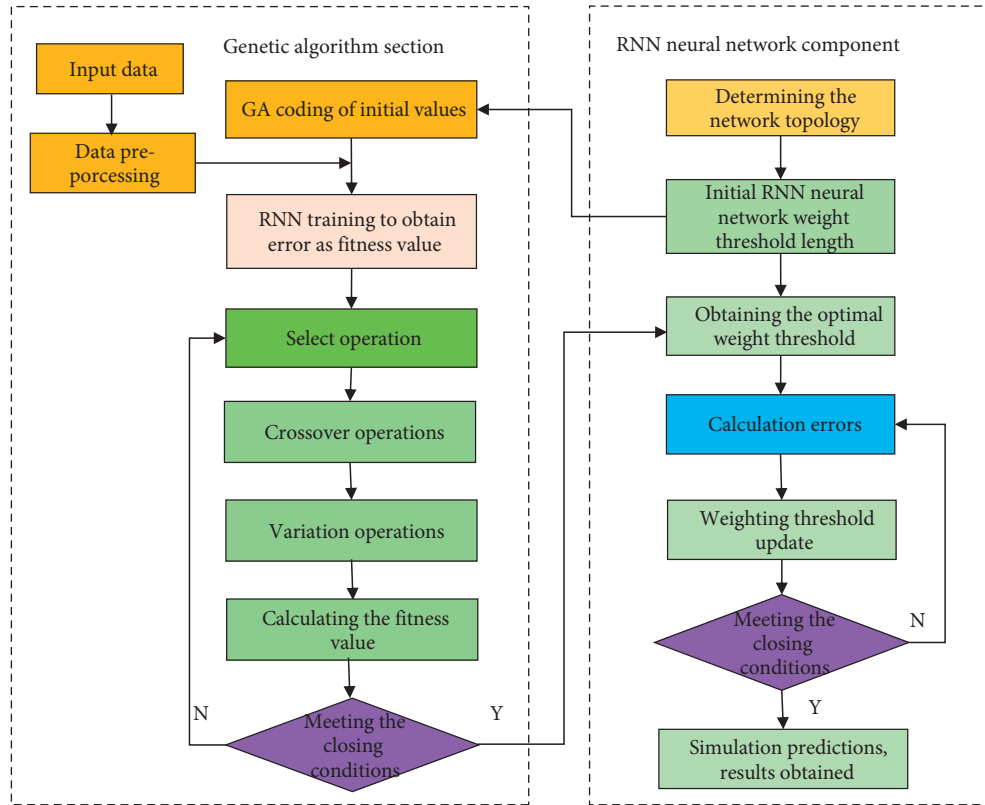 Genetic algorithm section
Input data
Data pre-
porcessing
GA coding of initial values
RNN training to obtain
error as fitness value
Select operation
Crossover operations
Variation operations
Calculating the fitness
value
Meeting the
closing
conditions
N
Y
RNN neural network component
Determining the
network topology
Initial RNN neural
network weight
threshold length
Obtaining the optimal
weight threshold
Calculation errors
Weighting threshold
update
Meeting the
closing
conditions
N
Y
Simulation predictions,
results obtained